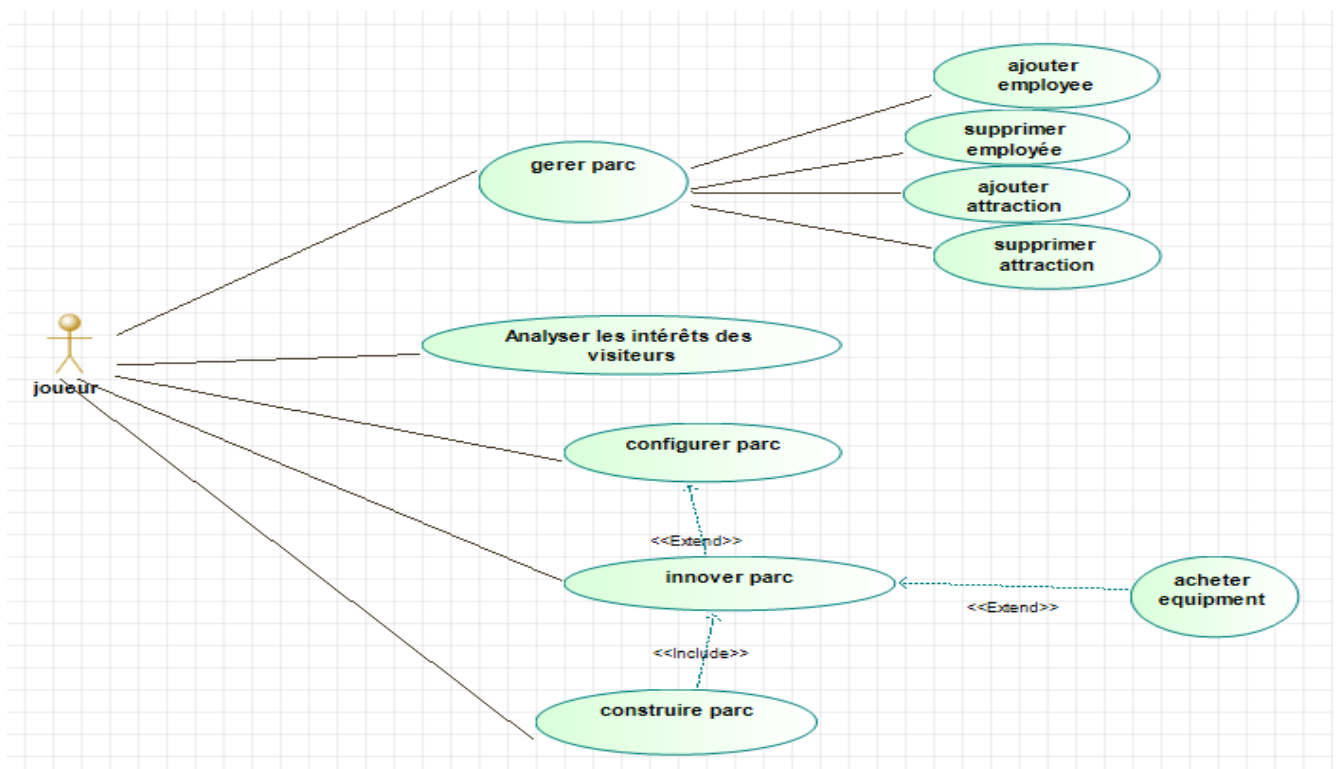 ajouter
employee
supprimer
employée
gerer parc
ajouter
attraction
supprimer
attraction
Analyser les intérêts des
visiteurs
joueur
configurer parc
<<Extend>>
innover parc
acheter
equipment
<<Extend>>
<<Include>>
construire parc